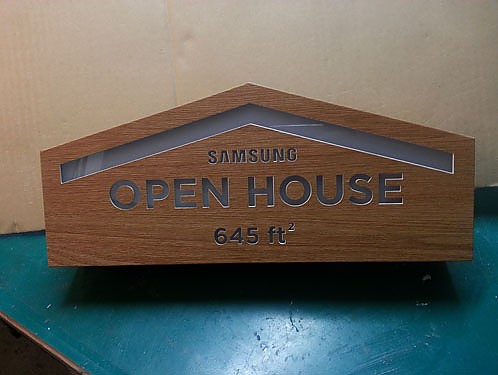 SAMSUNG
OPEN HOUSE
645 ft²